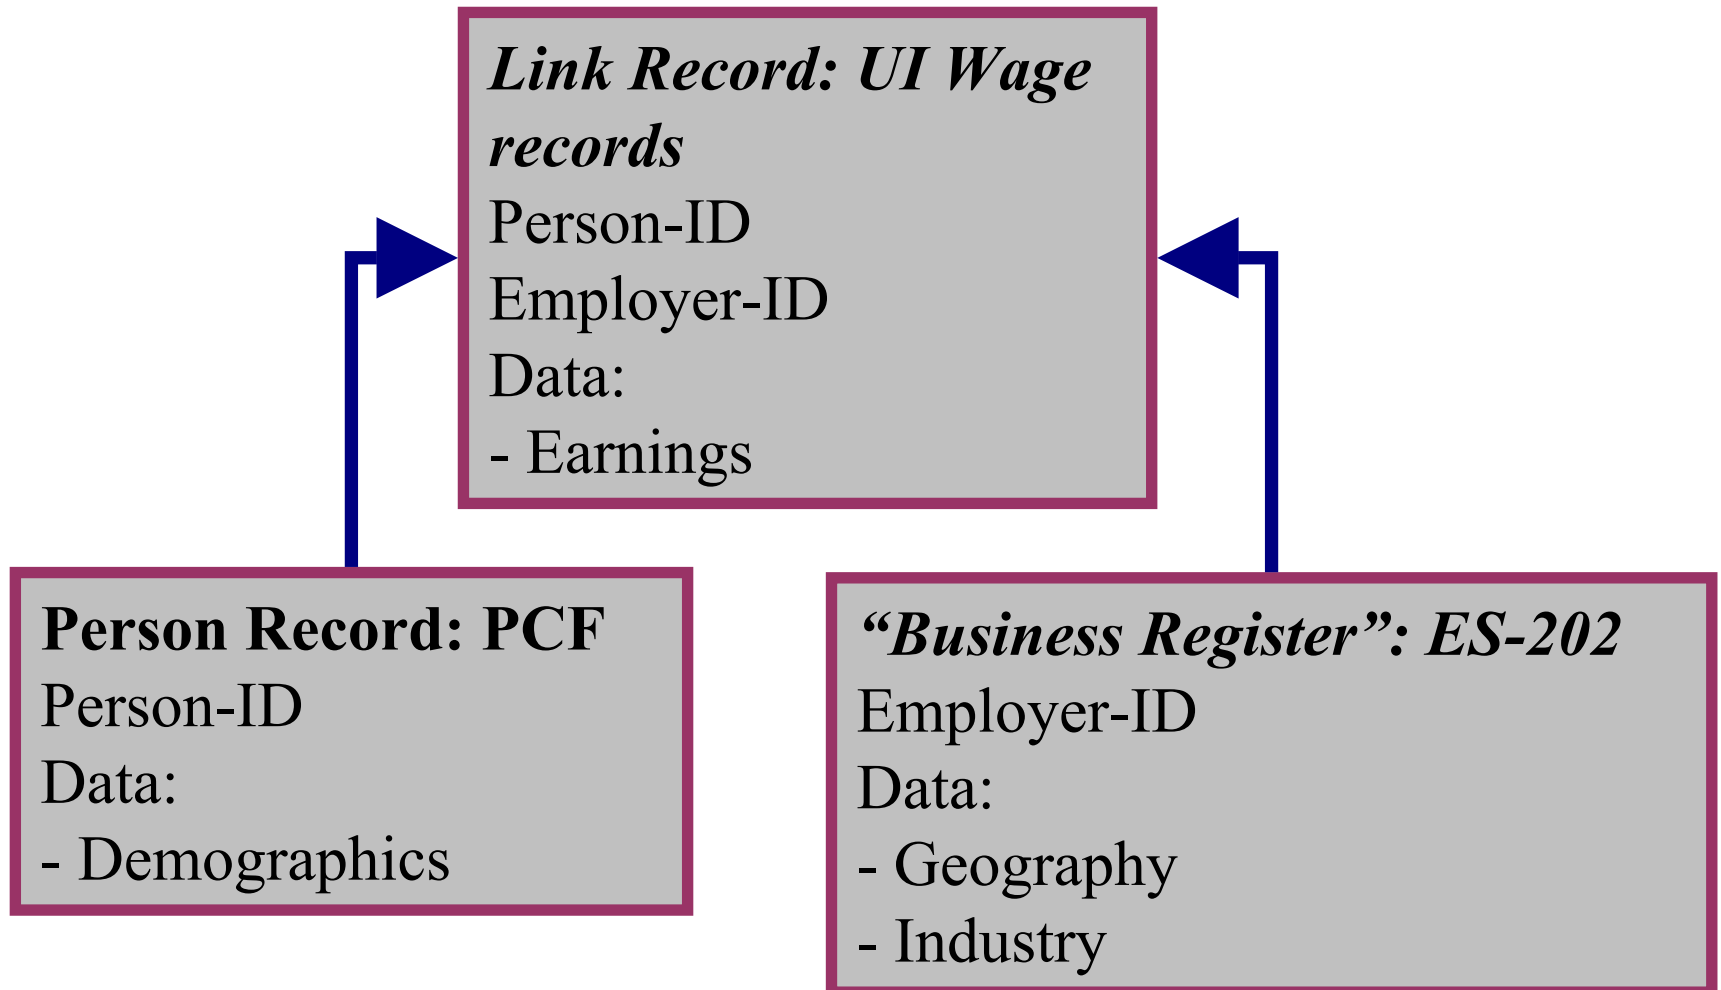 Link Record: UI Wage
records
Person-ID
Employer-ID
Data:
- Earnings
Person Record: PCF
Person-ID
Data:
- Demographics
“Business Register”: ES-202
Employer-ID
Data:
- Geography
- Industry